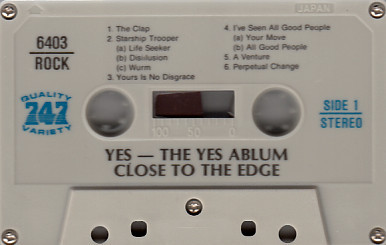 JAPAN
6403
ROCK
1. The Clap
2. Starship Trooper
(a) Life Seeker
(b) Disilusion
(c) Wurm
3. Yours Is No Disgrace
4. I've Seen All Good People
(a) Your Move
(b) All Good People
5. A Venture
6. Perpetual Change
QUALITY
747
VARIETY
100 50 0
SIDE 1
STEREO
YES — THE YES ABLUM
CLOSE TO THE EDGE